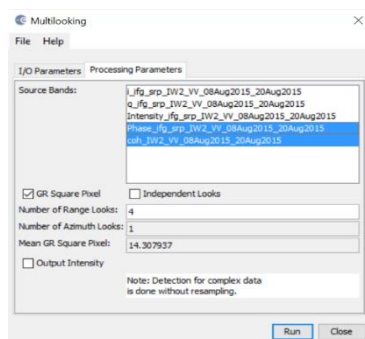 Multilooking
File Help
I/O Parameters Processing Parameters
Source Bands:
i_ifg_srp_IW2_VV_08Aug2015_20Aug2015
q_ifg_srp_IW2_VV_08Aug2015_20Aug2015
Intensity_ifg_srp_IW2_VV_08Aug2015_20Aug2015
Phase_ifg_srp_IW2_VV_08Aug2015_20Aug2015
coh_IW2_VV_08Aug2015_20Aug2015
GR Square Pixel Independent Looks
Number of Range Looks: 4
Number of Azimuth Looks: 1
Mean GR Square Pixel: 14.307937
Output Intensity
Note: Detection for complex data
is done without resampling.
Run Close